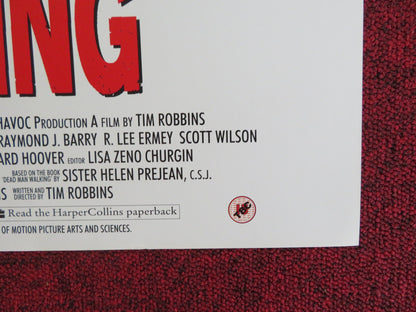 ING
HAVOC PRODUCTION A FILM BY TIM ROBBINS
RAYMOND J. BARRY R. LEE ERMEY SCOTT WILSON
ARD HOOVER EDITOR LISA ZENO CHURGIN
BASED ON THE BOOK 'DEAD MAN WALKING' BY SISTER HELEN PREJEAN, C.S.J.
S WRITTEN AND DIRECTED BY TIM ROBBINS
Read the HarperCollins paperback
OF MOTION PICTURE ARTS AND SCIENCES.